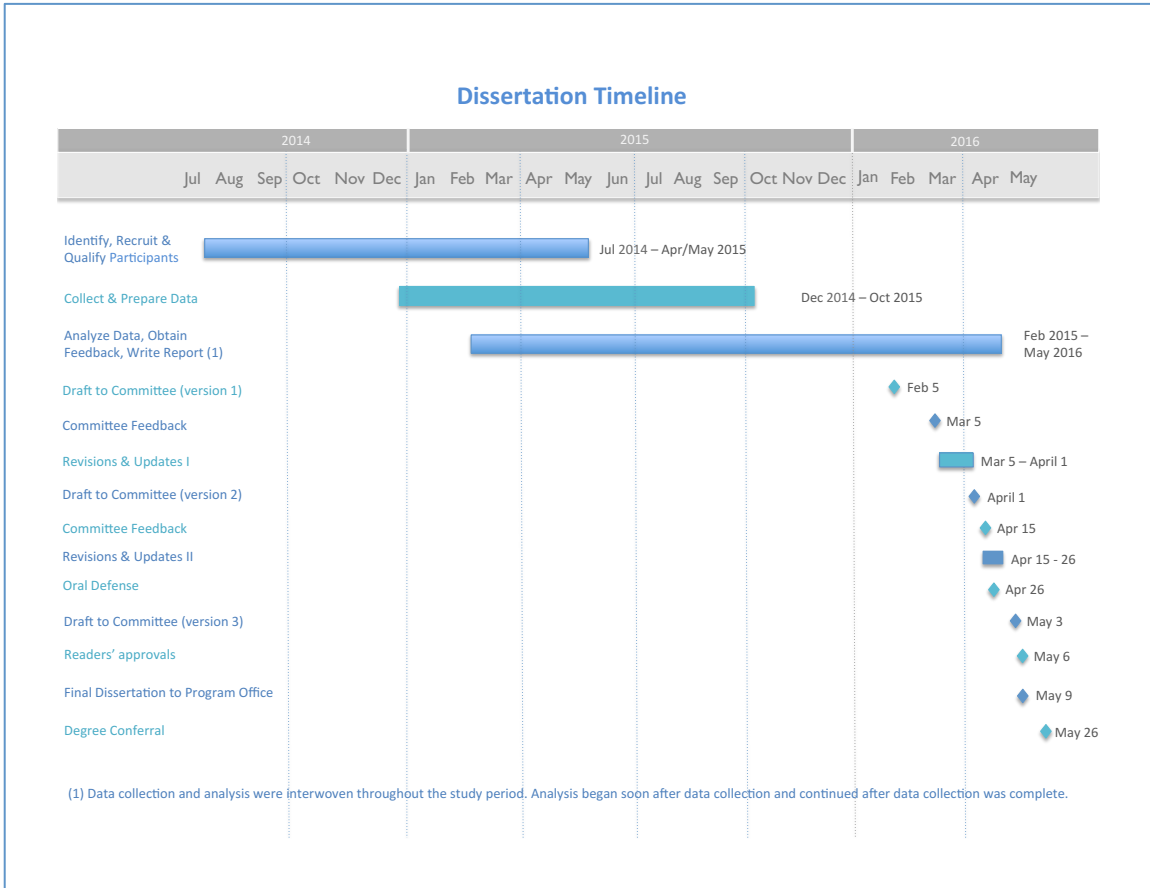 Dissertation Timeline
2014 2015 2016
Jul Aug Sep Oct Nov Dec Jan Feb Mar Apr May Jun Jul Aug Sep Oct Nov Dec Jan Feb Mar Apr May
Identify, Recruit &
Qualify Participants
Jul 2014 – Apr/May 2015
Collect & Prepare Data
Dec 2014 – Oct 2015
Analyze Data, Obtain
Feedback, Write Report (1)
Feb 2015 –
May 2016
Draft to Committee (version 1)
Feb 5
Committee Feedback
Mar 5
Revisions & Updates I
Mar 5 – April 1
Draft to Committee (version 2)
April 1
Committee Feedback
Apr 15
Revisions & Updates II
Apr 15 - 26
Oral Defense
Apr 26
Draft to Committee (version 3)
May 3
Readers’ approvals
May 6
Final Dissertation to Program Office
May 9
Degree Conferral
May 26
(1) Data collection and analysis were interwoven throughout the study period. Analysis began soon after data collection and continued after data collection was complete.